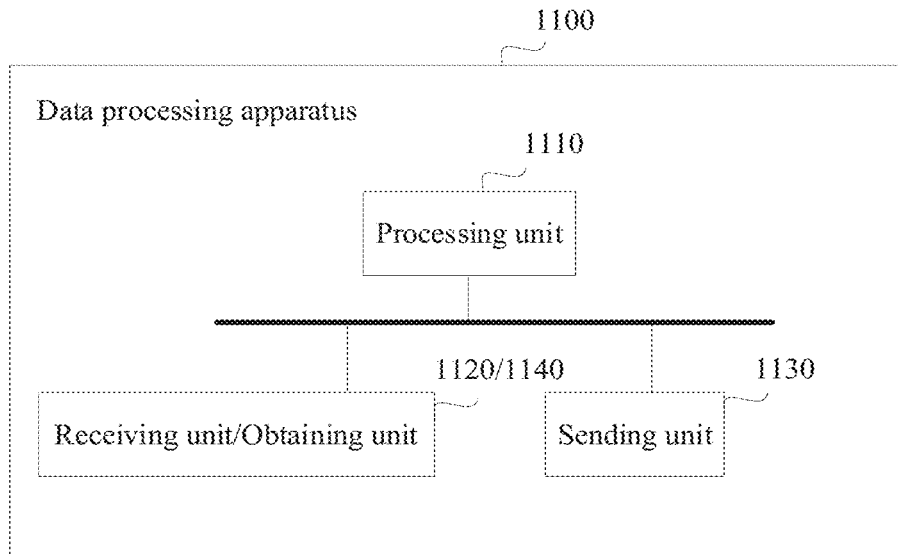 1100
Data processing apparatus
1110
Processing unit
1120/1140
1130
Receiving unit/Obtaining unit
Sending unit